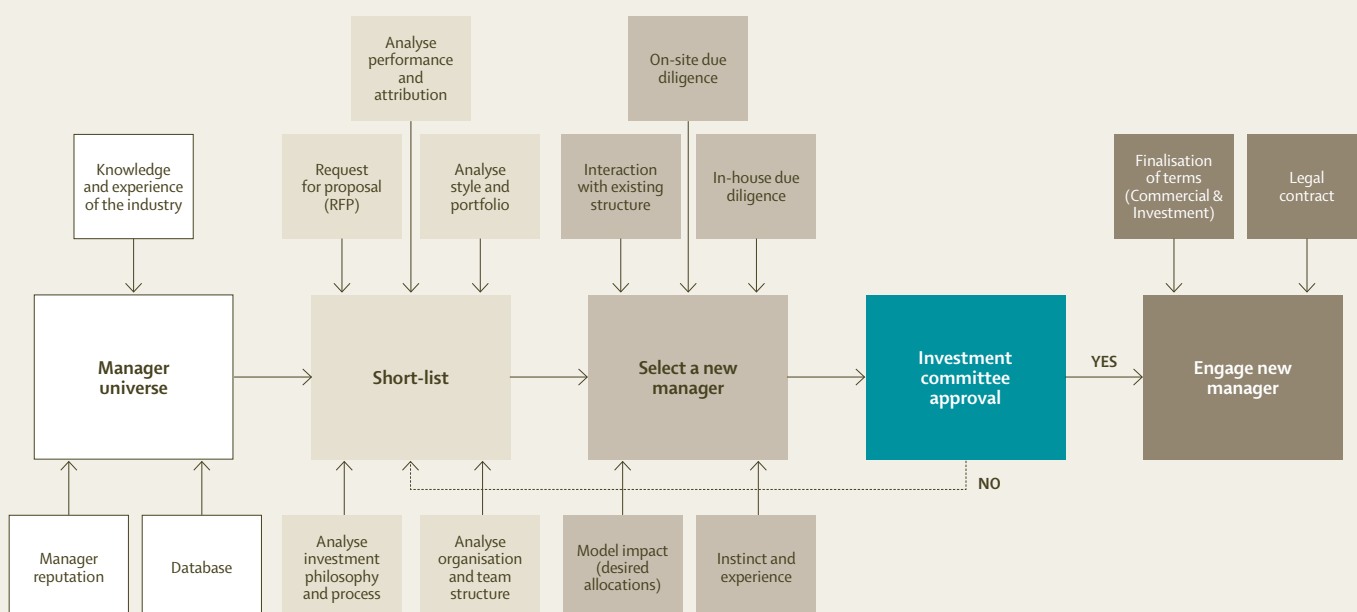 Analyse
performance
and
attribution
On-site due
diligence
Knowledge
and experience
of the industry
Request
for proposal
(RFP)
Analyse
style and
portfolio
Interaction
with existing
structure
In-house due
diligence
Finalisation
of terms
(Commercial &
Investment)
Legal
contract
Manager
universe
Short-list
Select a new
manager
Investment
committee
approval
YES
Engage new
manager
NO
Manager
reputation
Database
Analyse
investment
philosophy
and process
Analyse
organisation
and team
structure
Model impact
(desired
allocations)
Instinct and
experience